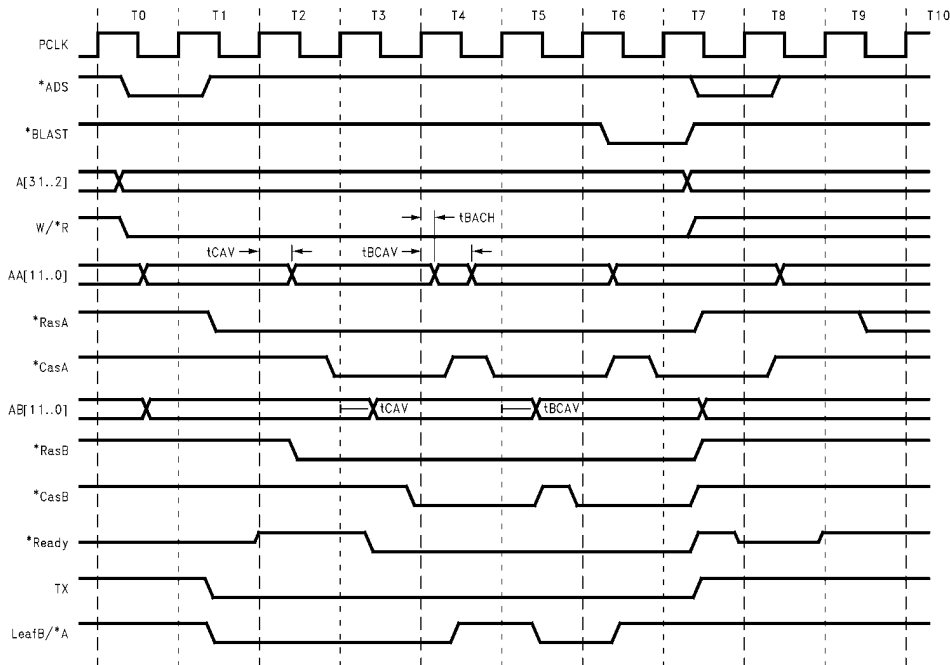 T0 T1 T2 T3 T4 T5 T6 T7 T8 T9 T10
PCLK
*ADS
*BLAST
A[31..2]
W/*R
tBACH
tCAV tBCAV
AA[11..0]
*RasA
*CasA
AB[11..0] tCAV tBCAV
*RasB
*CasB
*Ready
TX
LeafB/*A